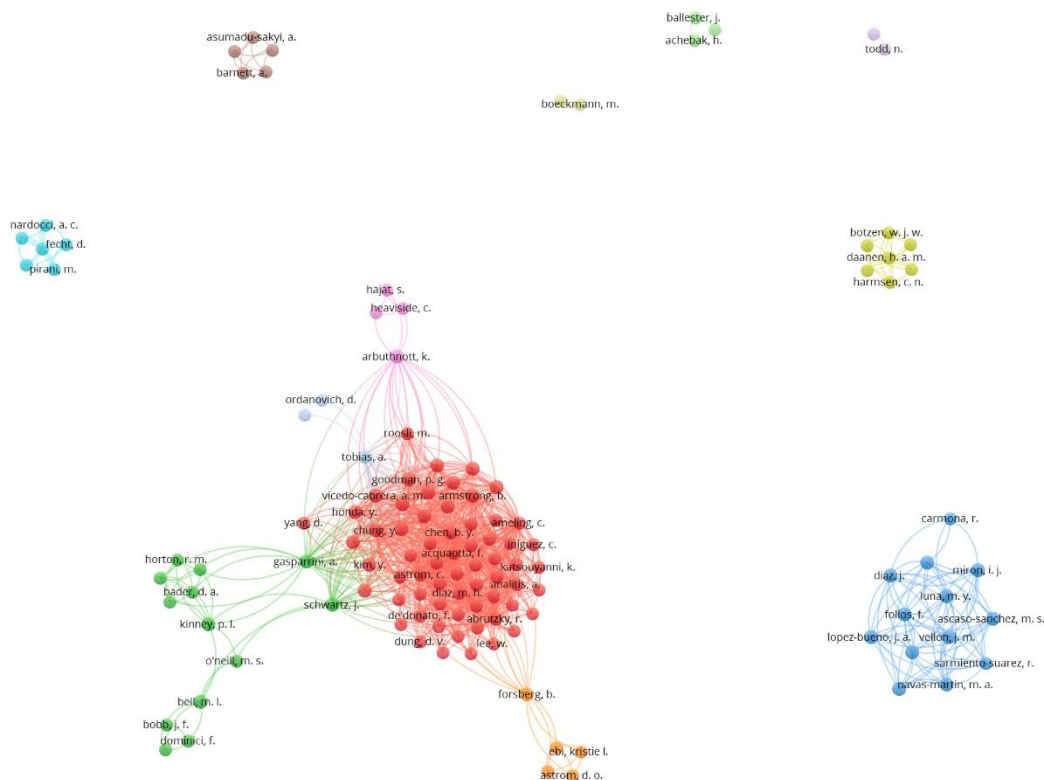 ballester, j.
achebak, h.
asumadu-sakyi, a.
todd, n.
barnett, a.
boeckmann, m.
nardocci, a. c.
fecht, d.
pirani, m.
botzen, w. j. w.
daanen, h. a. m.
harmsen, c. n.
hajat, s.
heaviside, c.
arbuthnott, k.
ordanovich, d.
roosli, m.
tobias, a.
goodman, p. g.
vicedo-cabrera, a. m.
armstrong, b.
honda, y.
yang, d.
chung, y.
chen, b. y.
ameling, c.
iniguez, c.
acquaotta, f.
gasparrini, a.
kim, y.
katsouyanni, k.
astrom, c.
analitis, a.
diaz, m. h.
schwartz, j.
de'donato, f.
abrutzky, r.
dung, d. v.
lee, w.
horton, r. m.
bader, d. a.
kinney, p. l.
o'neill, m. s.
bell, m. l.
bobb, j. f.
dominici, f.
forsberg, b.
ebi, kristie l.
astrom, d. o.
carmona, r.
diaz, j.
miron, i. j.
luna, m. y.
follos, f.
ascaso-sanchez, m. s.
lopez-bueno, j. a.
vellon, j. m.
sarmiento-suarez, r.
navas-martin, m. a.